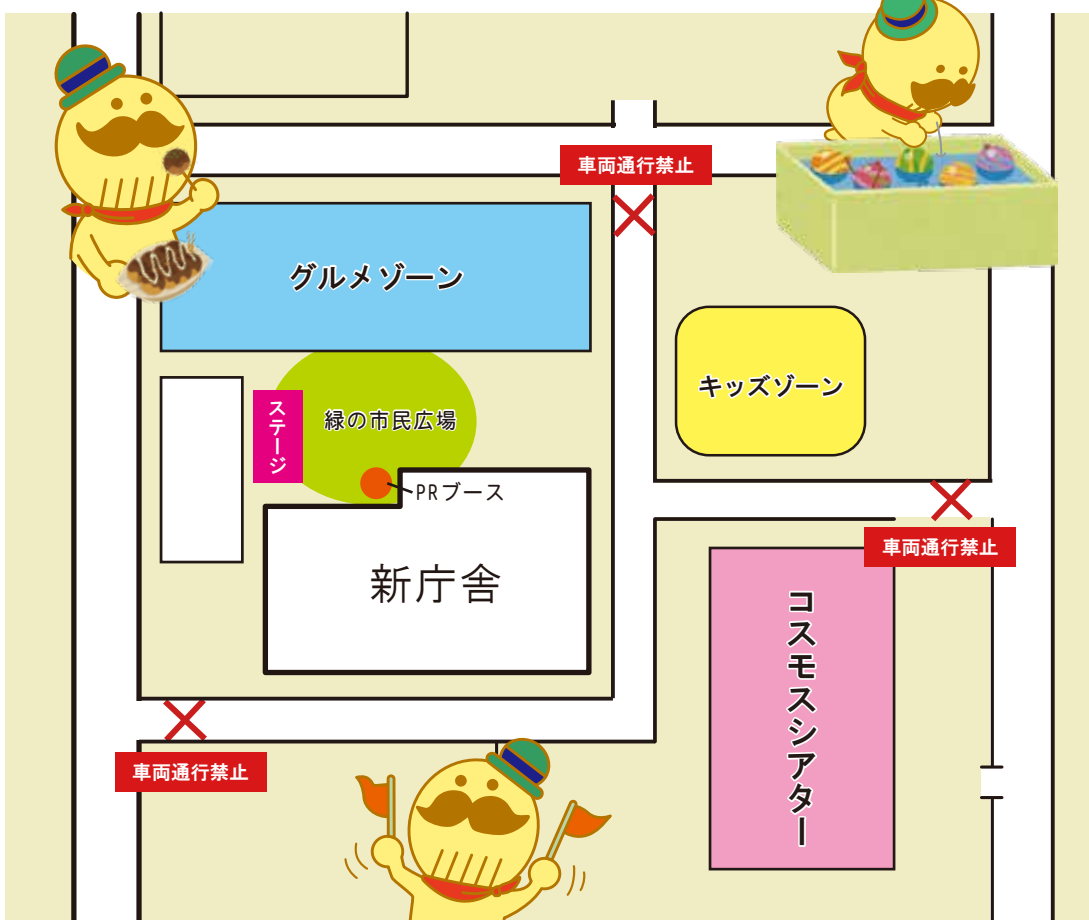 車両通行禁止
グルメゾーン
キッズゾーン
ステージ
緑の市民広場
PRブース
車両通行禁止
新庁舎
コスモスシアター
車両通行禁止